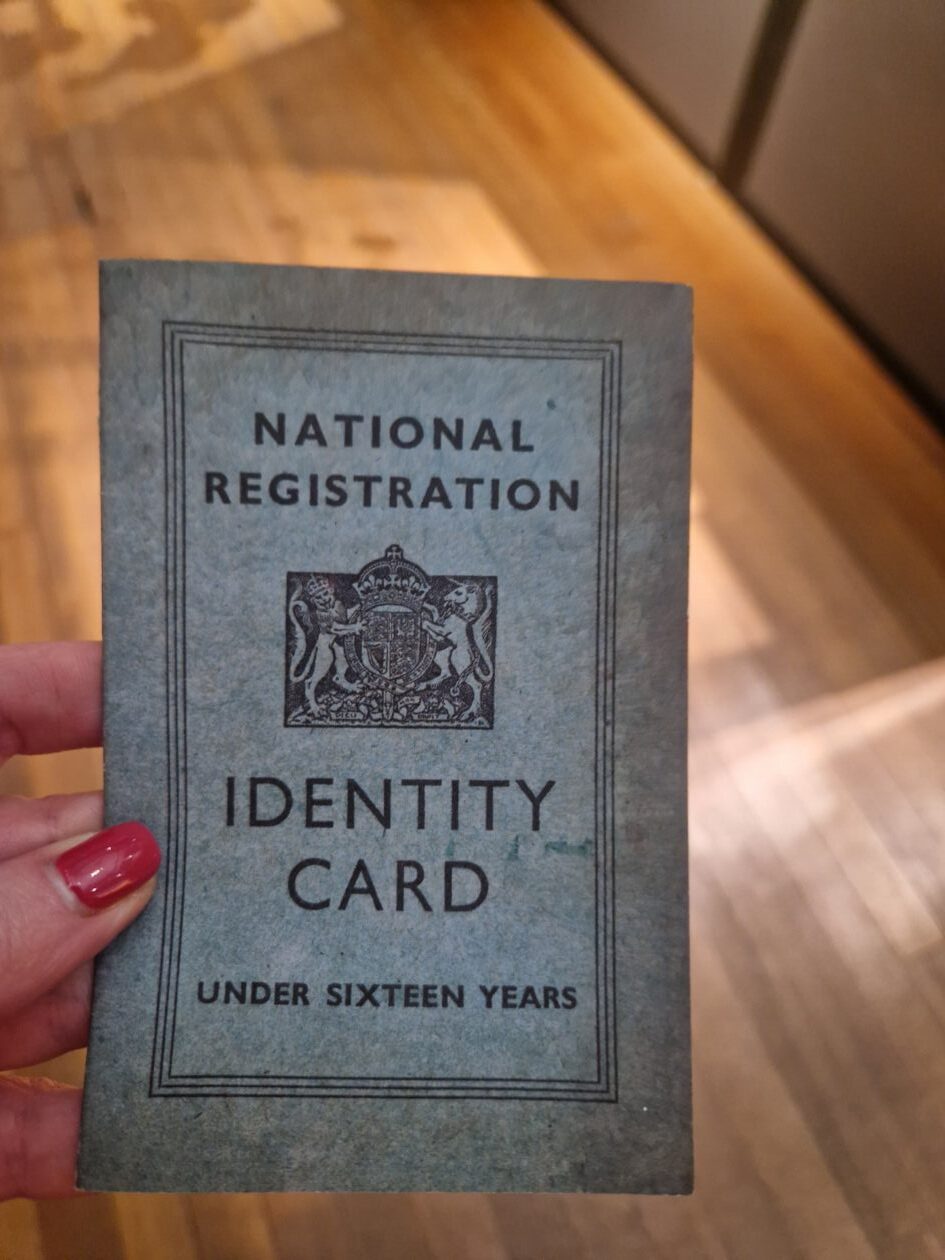 NATIONAL
REGISTRATION
IDENTITY
CARD
UNDER SIXTEEN YEARS